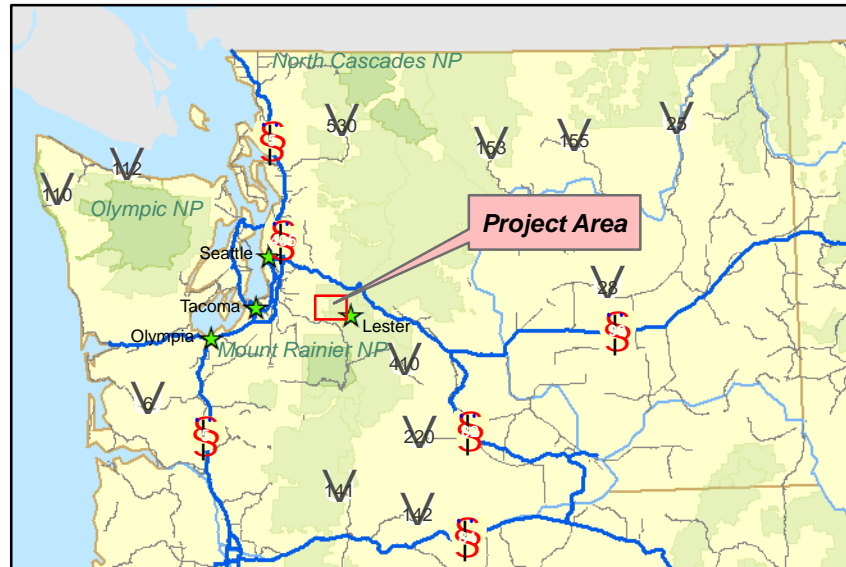 North Cascades NP
530
153
155
25
112
110
Olympic NP
Project Area
Seattle
28
Tacoma
Lester
Olympia
Mount Rainier NP
410
6
220
141
142